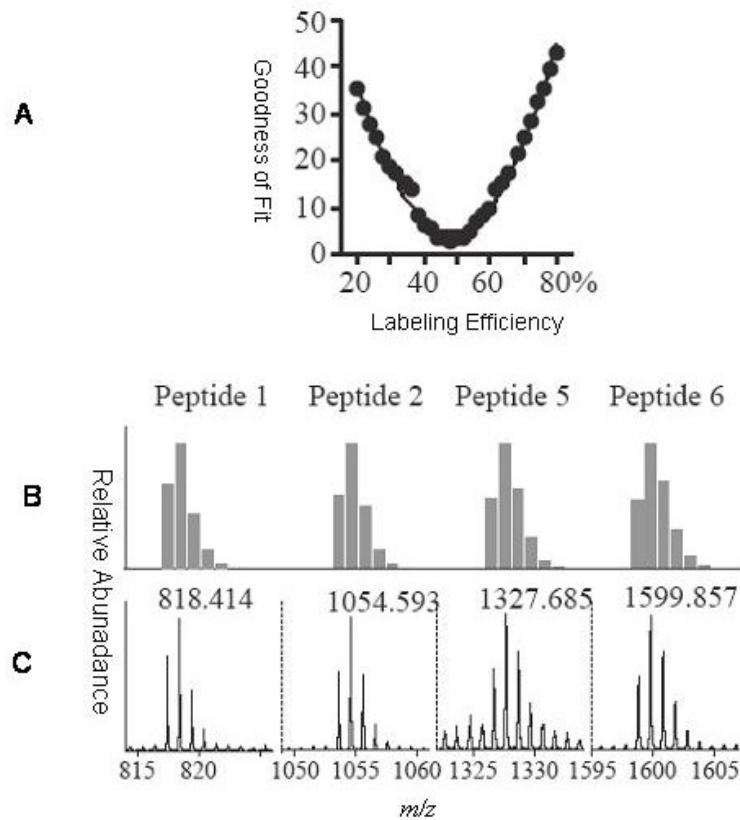 A
Goodness of Fit
50
40
30
20
10
0
20 40 60 80%
Labeling Efficiency
Peptide 1 Peptide 2 Peptide 5 Peptide 6
B
Relative Abunadance
818.414 1054.593 1327.685 1599.857
C
815 820 1050 1055 1060 1325 1330 1595 1600 1605
m/z